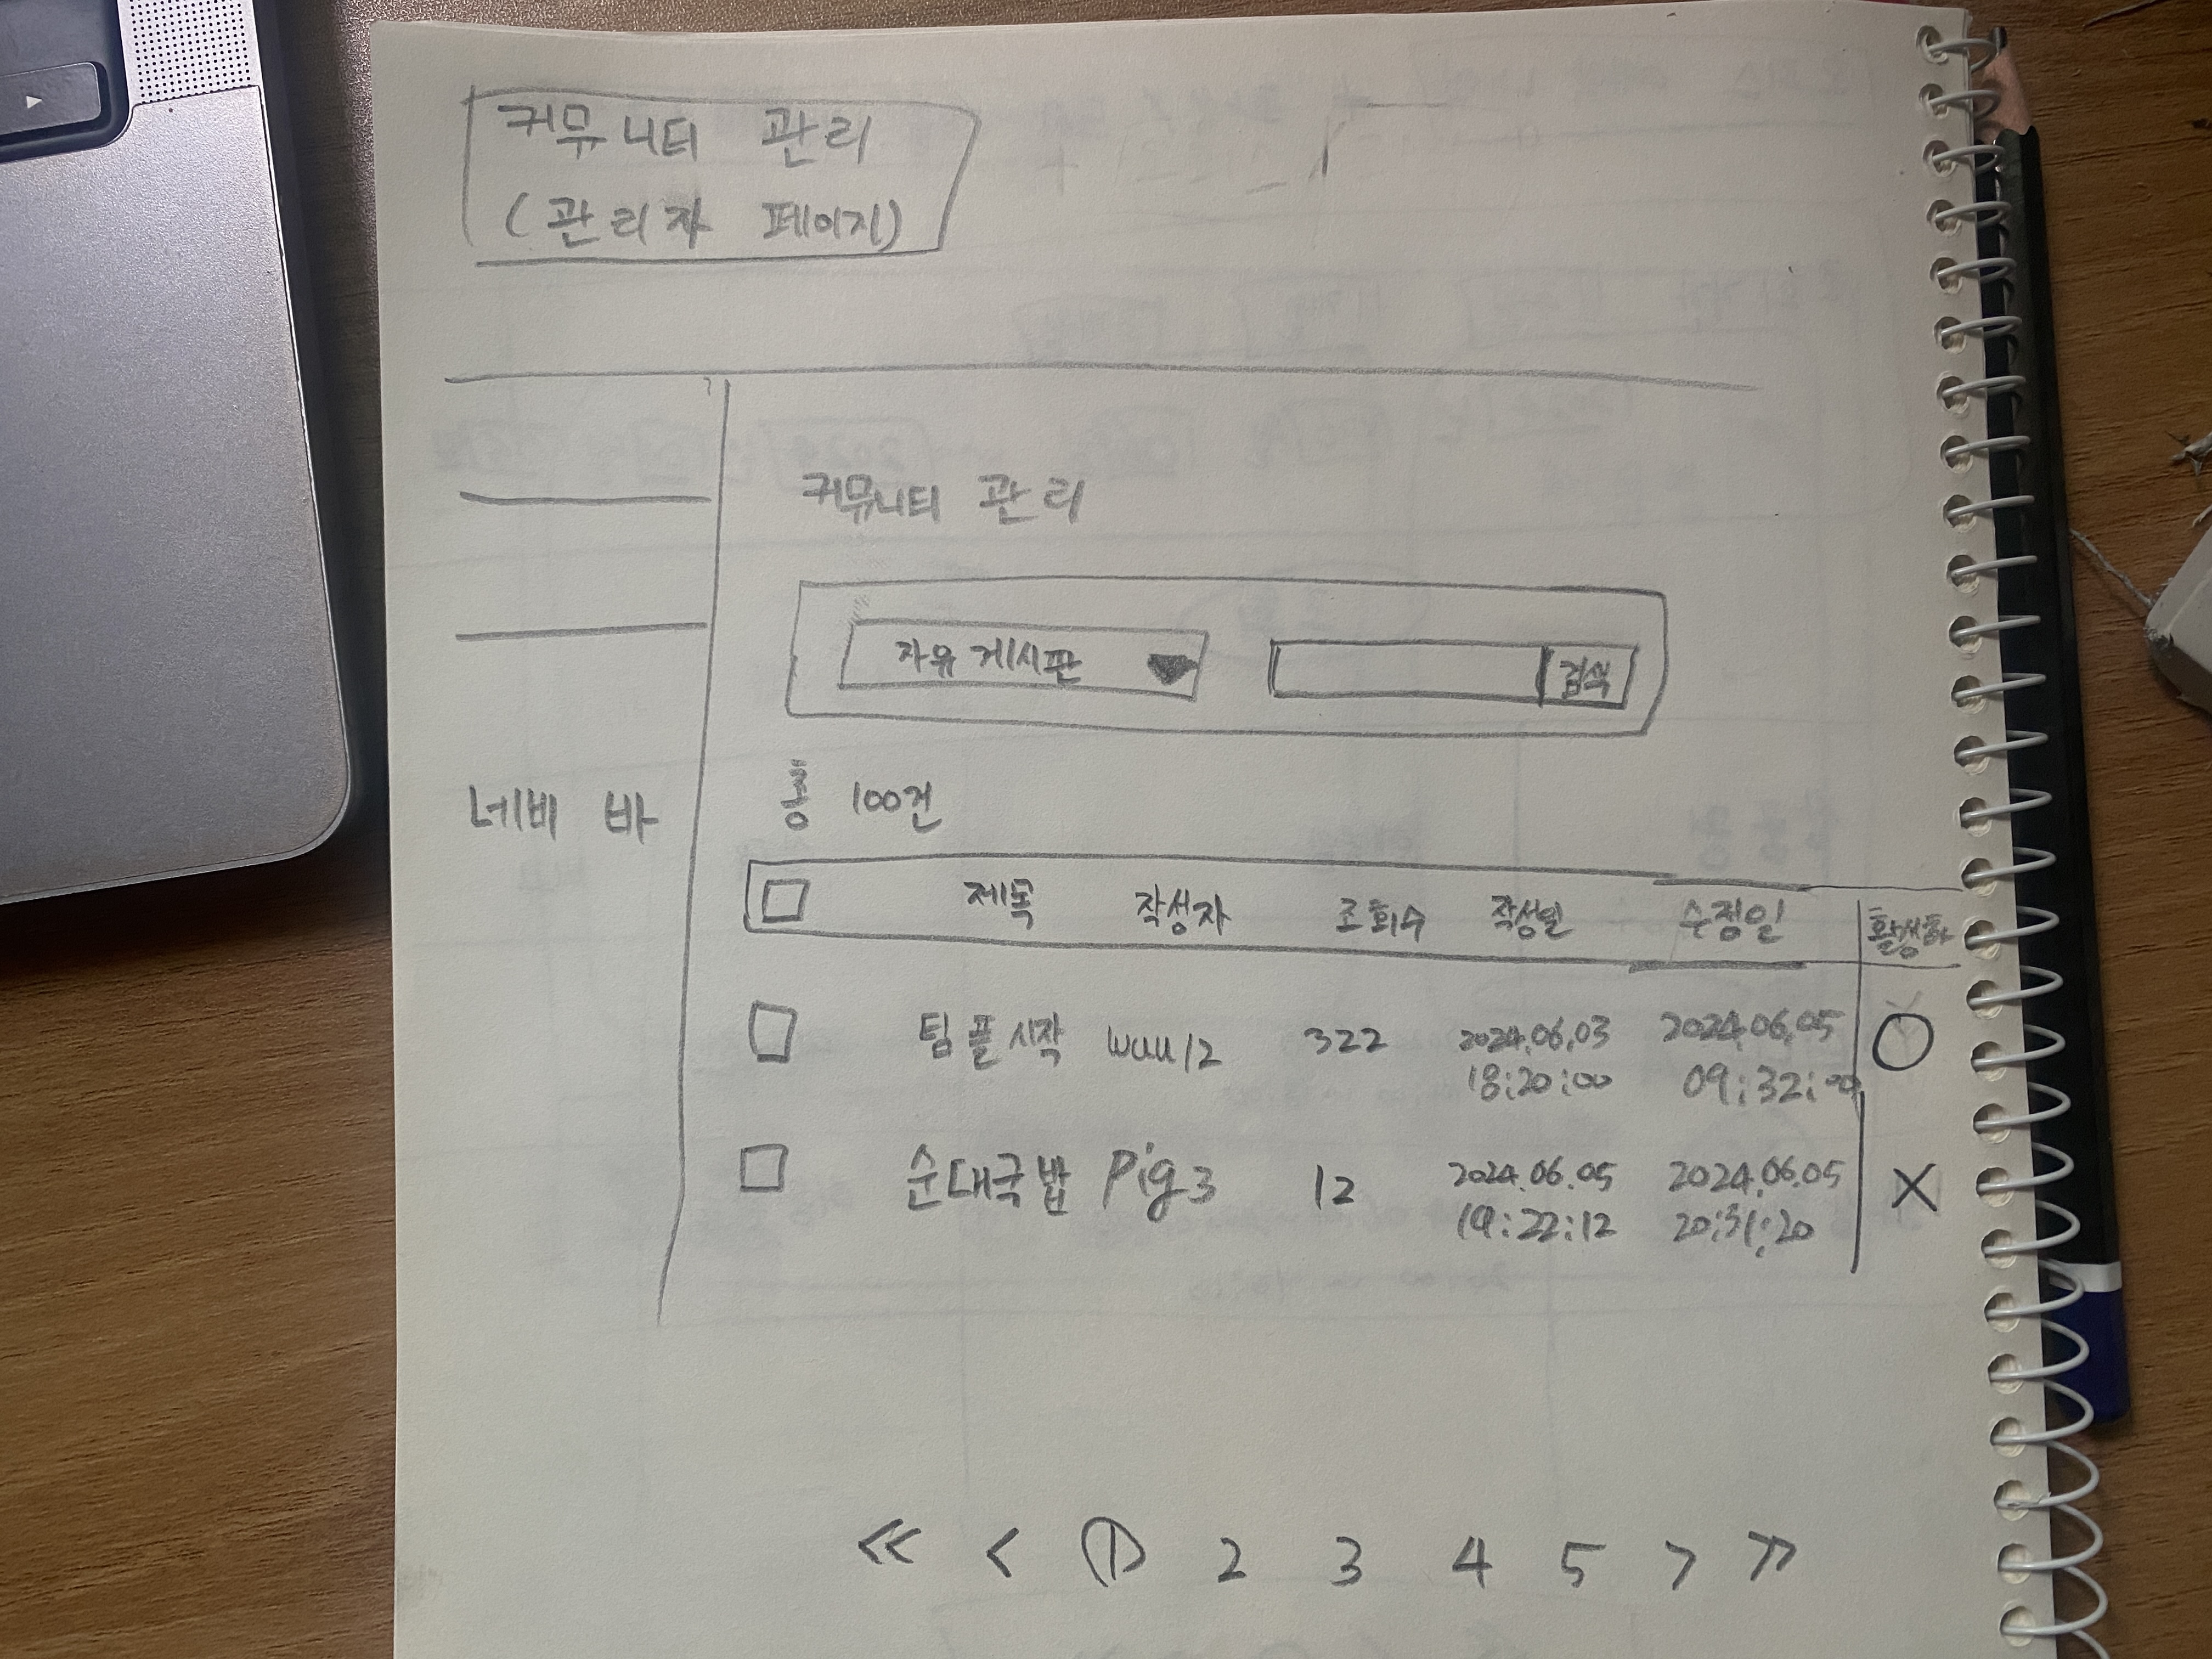 커뮤니티 관리
(관리자 페이지)
커뮤니티 관리
자유 게시판 검색
네비 바
총 100건
제목 작성자 조회수 작성일 수정일 활성화
팀플시작 wuu12 322 2024.06.03 2024.06.05 O
18:20:00 09:32:00
순대국밥 Pig3 12 2024.06.05 2024.06.05 X
19:22:12 20:31:20
« < 1 2 3 4 5 > »